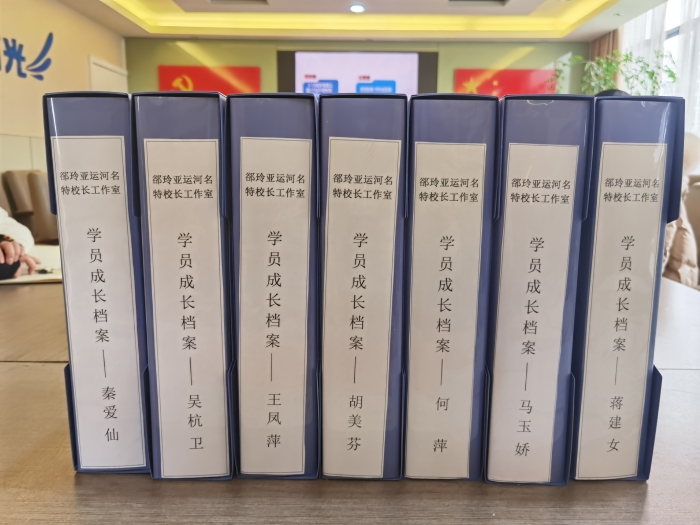 光
邵玲亚运河名
特校长工作室
学员成长档案——秦爱仙
邵玲亚运河名
特校长工作室
学员成长档案——吴杭卫
邵玲亚运河名
特校长工作室
学员成长档案——王凤萍
邵玲亚运河名
特校长工作室
学员成长档案——胡美芬
邵玲亚运河名
特校长工作室
学员成长档案——何萍
邵玲亚运河名
特校长工作室
学员成长档案——马玉娇
邵玲亚运河名
特校长工作室
学员成长档案——蒋建女